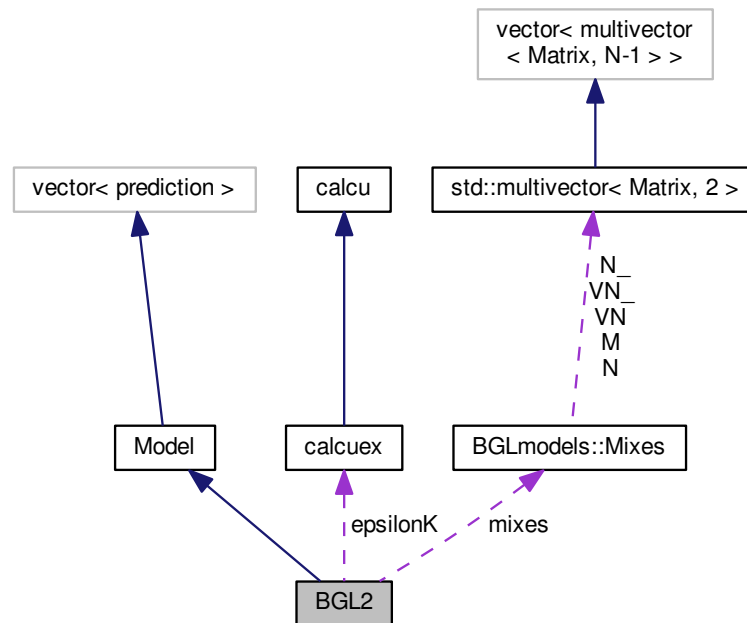 vector< multivector
< Matrix, N-1 > >
vector< prediction >
calcu
std::multivector< Matrix, 2 >
N_
VN_
VN
M
N
Model
calcuex
BGLmodels::Mixes
epsilonK
mixes
BGL2